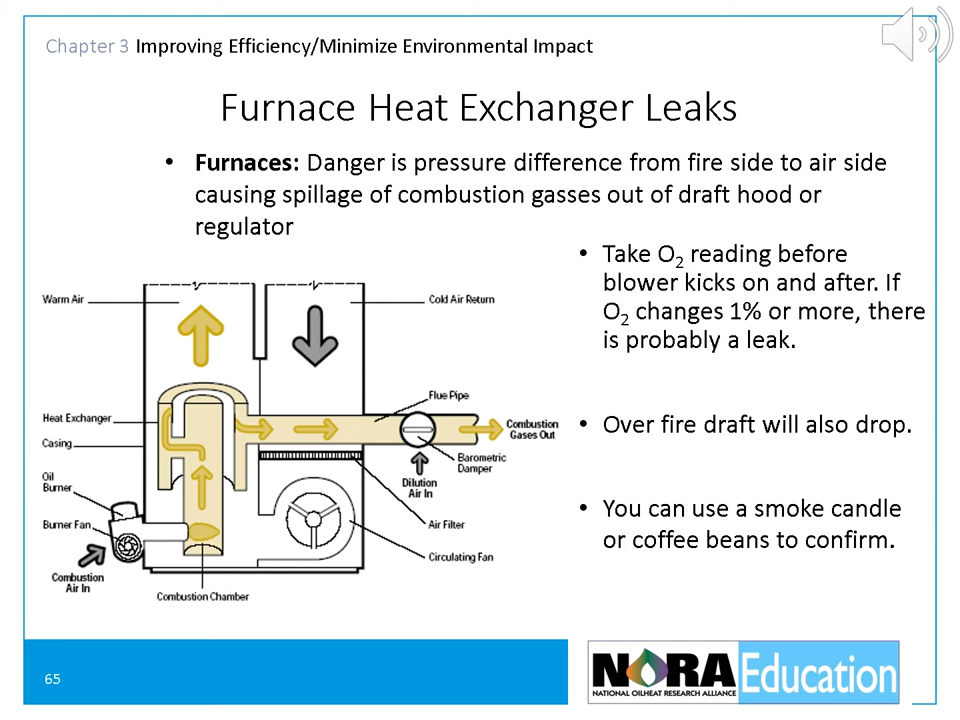 Chapter 3 Improving Efficiency/Minimize Environmental Impact
Furnace Heat Exchanger Leaks
• Furnaces: Danger is pressure difference from fire side to air side
causing spillage of combustion gasses out of draft hood or
regulator
• Take O₂ reading before
blower kicks on and after. If
O₂ changes 1% or more, there
is probably a leak.
• Over fire draft will also drop.
• You can use a smoke candle
or coffee beans to confirm.
Warm Air
Cold Air Return
Flue Pipe
Heat Exchanger
Combustion
Gases Out
Casing
Barometric
Damper
Oil
Burner
Dilution
Air In
Burner Fan
Air Filter
Circulating Fan
Combustion
Air In
Combustion Chamber
65
NORA Education
NATIONAL OILHEAT RESEARCH ALLIANCE